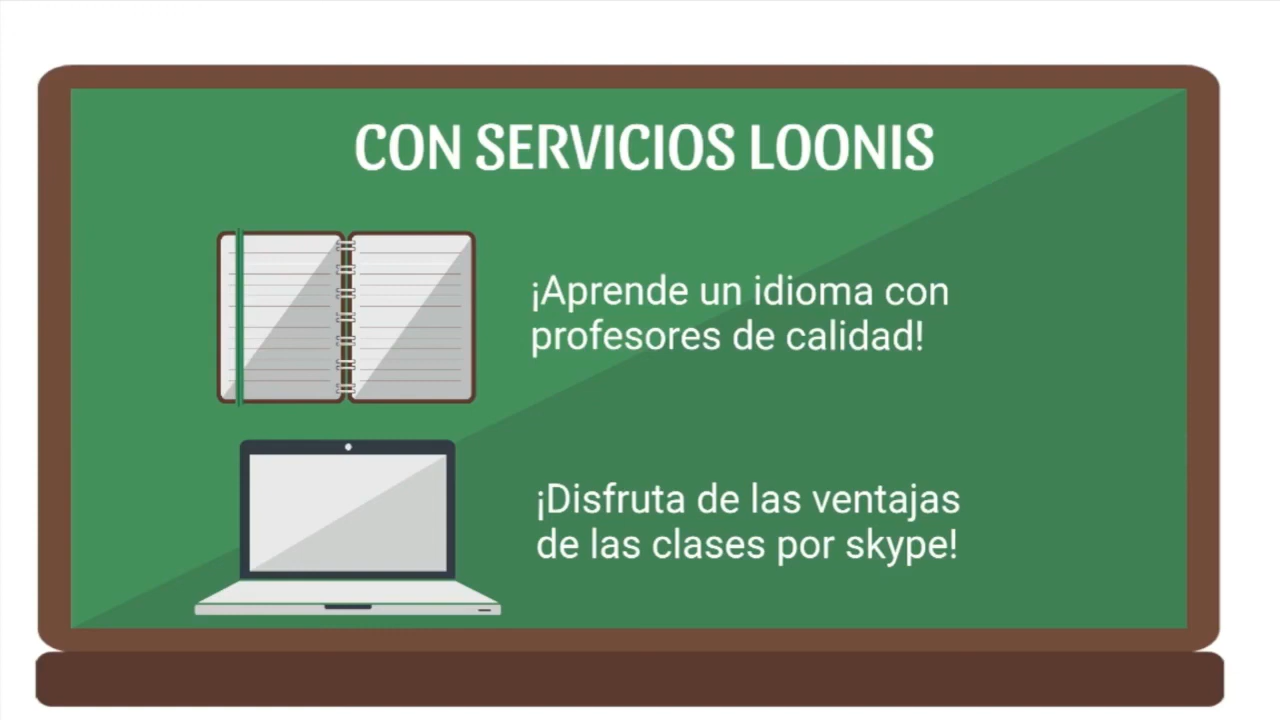 CON SERVICIOS LOONIS
¡Aprende un idioma con
profesores de calidad!
¡Disfruta de las ventajas
de las clases por skype!